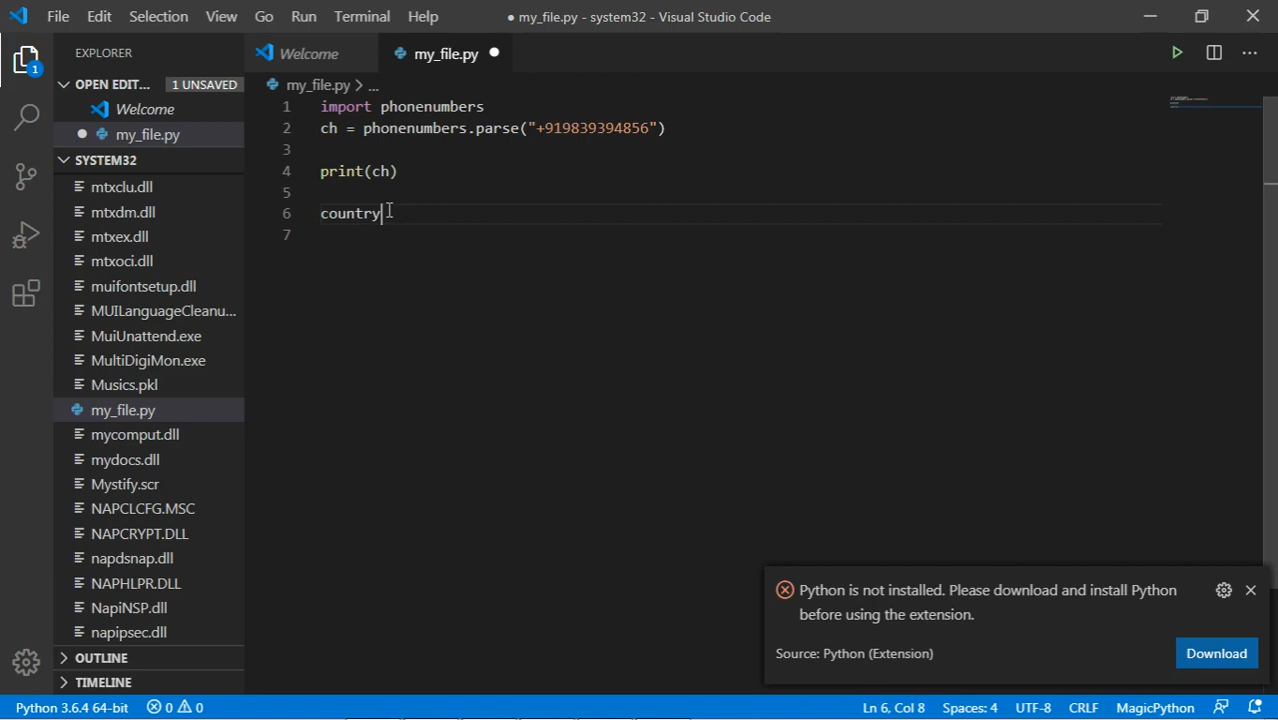 File Edit Selection View Go Run Terminal Help ● my_file.py - system32 - Visual Studio Code
EXPLORER
OPEN EDIT... 1 UNSAVED
Welcome
● my_file.py
SYSTEM32
mtxclu.dll
mtxdm.dll
mtxex.dll
mtxoci.dll
muifontsetup.dll
MUILanguageCleanu...
MuiUnattend.exe
MultiDigiMon.exe
Musics.pkl
my_file.py
mycomput.dll
mydocs.dll
Mystify.scr
NAPCLCFG.MSC
NAPCRYPT.DLL
napdsnap.dll
NAPHLPR.DLL
NapiNSP.dll
napipsec.dll
OUTLINE
TIMELINE
1
Welcome my_file.py ●
my_file.py > ...
1 import phonenumbers
2 ch = phonenumbers.parse("+919839394856")
3
4 print(ch)
5
6 country
7
Python is not installed. Please download and install Python
before using the extension.
Source: Python (Extension) Download
Python 3.6.4 64-bit 0 0 Ln 6, Col 8 Spaces: 4 UTF-8 CRLF MagicPython